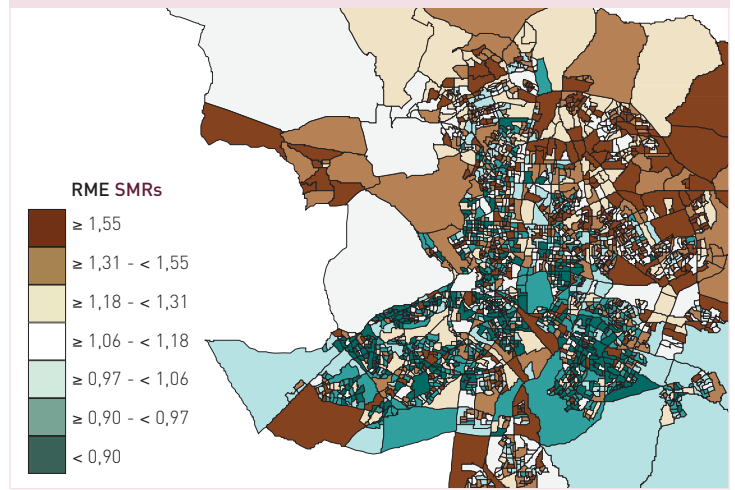 RME SMRs
≥ 1,55
≥ 1,31 - < 1,55
≥ 1,18 - < 1,31
≥ 1,06 - < 1,18
≥ 0,97 - < 1,06
≥ 0,90 - < 0,97
< 0,90